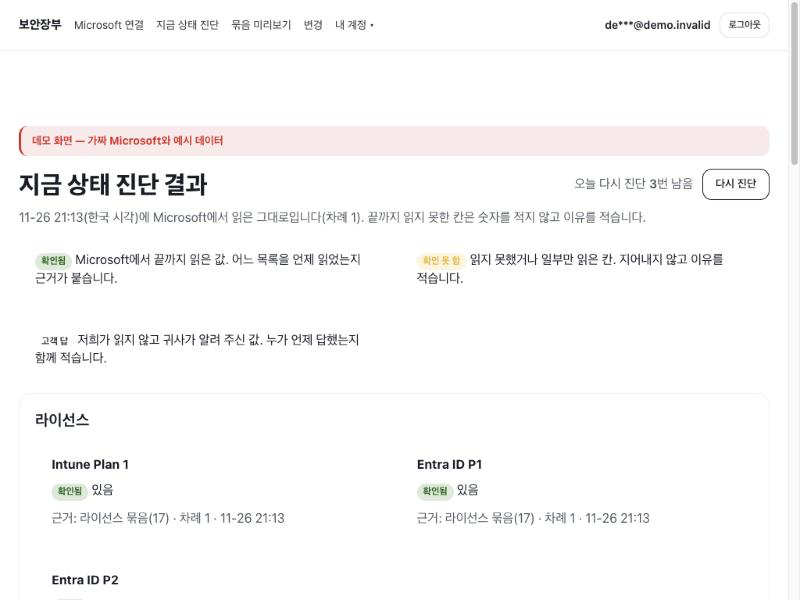 보안장부 Microsoft 연결 지금 상태 진단 묶음 미리보기 변경 내 계정 de***@demo.invalid 로그아웃
데모 화면 — 가짜 Microsoft와 예시 데이터
지금 상태 진단 결과
오늘 다시 진단 3번 남음 다시 진단
11-26 21:13(한국 시각)에 Microsoft에서 읽은 그대로입니다(차례 1). 끝까지 읽지 못한 칸은 숫자를 적지 않고 이유를 적습니다.
확인됨 Microsoft에서 끝까지 읽은 값. 어느 목록을 언제 읽었는지
근거가 붙습니다.
확인 못 함 읽지 못했거나 일부만 읽은 칸. 지어내지 않고 이유를
적습니다.
고객 답 저희가 읽지 않고 귀사가 알려 주신 값. 누가 언제 답했는지
함께 적습니다.
라이선스
Intune Plan 1
확인됨 있음
근거: 라이선스 묶음(17) · 차례 1 · 11-26 21:13
Entra ID P1
확인됨 있음
근거: 라이선스 묶음(17) · 차례 1 · 11-26 21:13
Entra ID P2